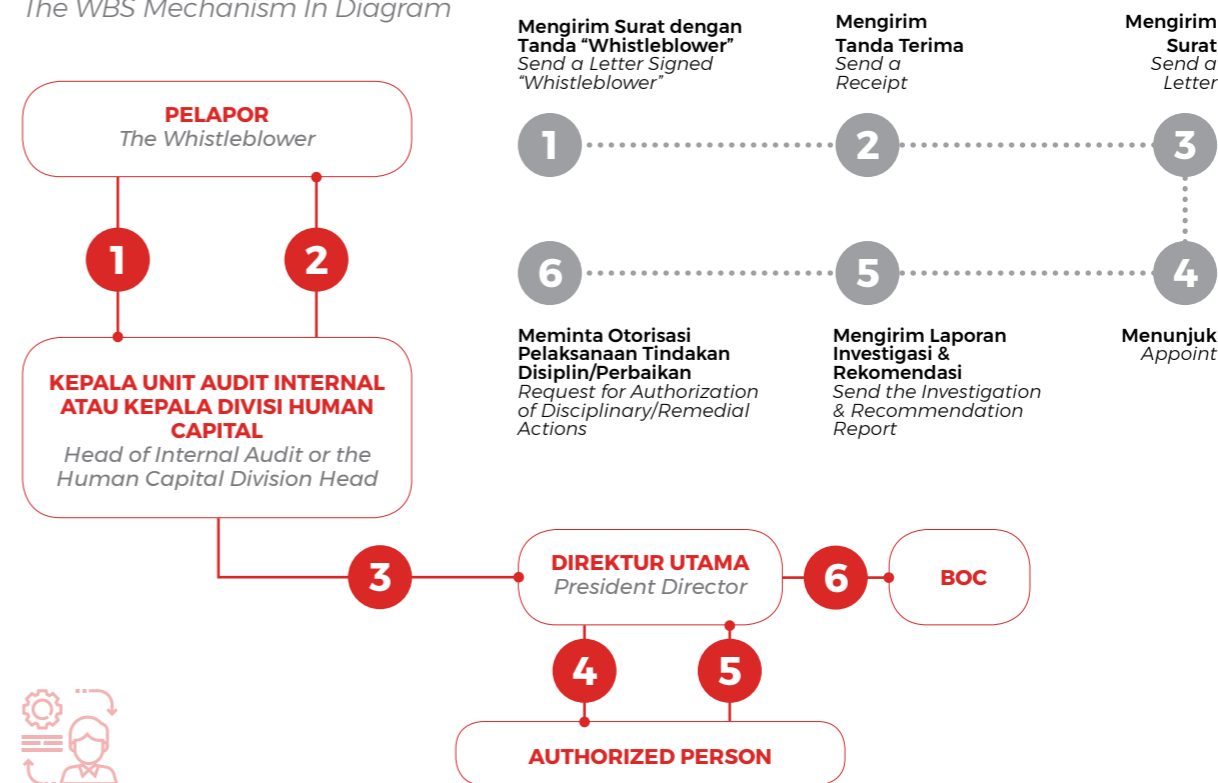 The WBS Mechanism In Diagram
PELAPOR
The Whistleblower
1
2
KEPALA UNIT AUDIT INTERNAL
ATAU KEPALA DIVISI HUMAN
CAPITAL
Head of Internal Audit or the
Human Capital Division Head
3
DIREKTUR UTAMA
President Director
6
BOC
4
5
AUTHORIZED PERSON
Mengirim Surat dengan
Tanda “Whistleblower”
Send a Letter Signed
“Whistleblower”
1
Mengirim
Tanda Terima
Send a
Receipt
2
Mengirim
Surat
Send a
Letter
3
4
Menunjuk
Appoint
5
Mengirim Laporan
Investigasi &
Rekomendasi
Send the Investigation
& Recommendation
Report
6
Meminta Otorisasi
Pelaksanaan Tindakan
Disiplin/Perbaikan
Request for Authorization
of Disciplinary/Remedial
Actions